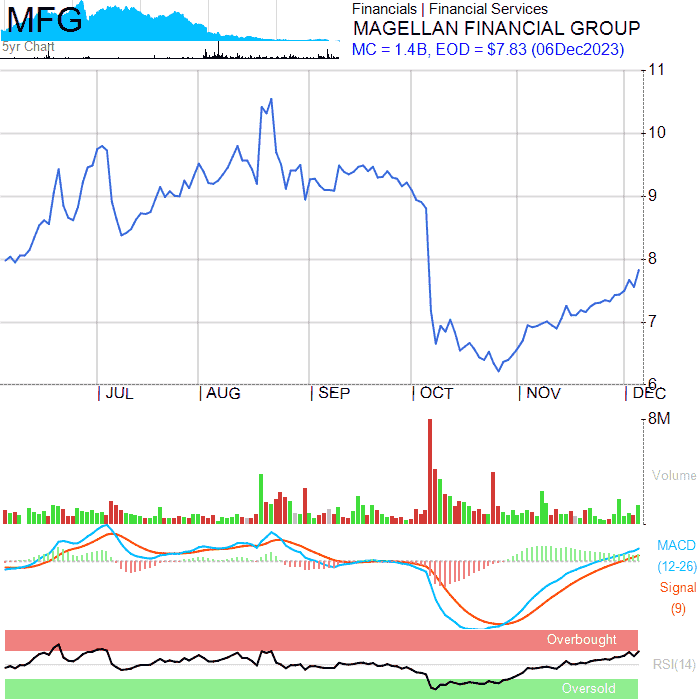 MFG
5yr Chart
Financials | Financial Services
MAGELLAN FINANCIAL GROUP
MC = 1.4B, EOD = $7.83 (06Dec2023)
11
10
9
8
7
6
JUL AUG SEP OCT NOV DEC
8M
Volume
MACD
(12-26)
Signal
(9)
Overbought
RSI(14)
Oversold